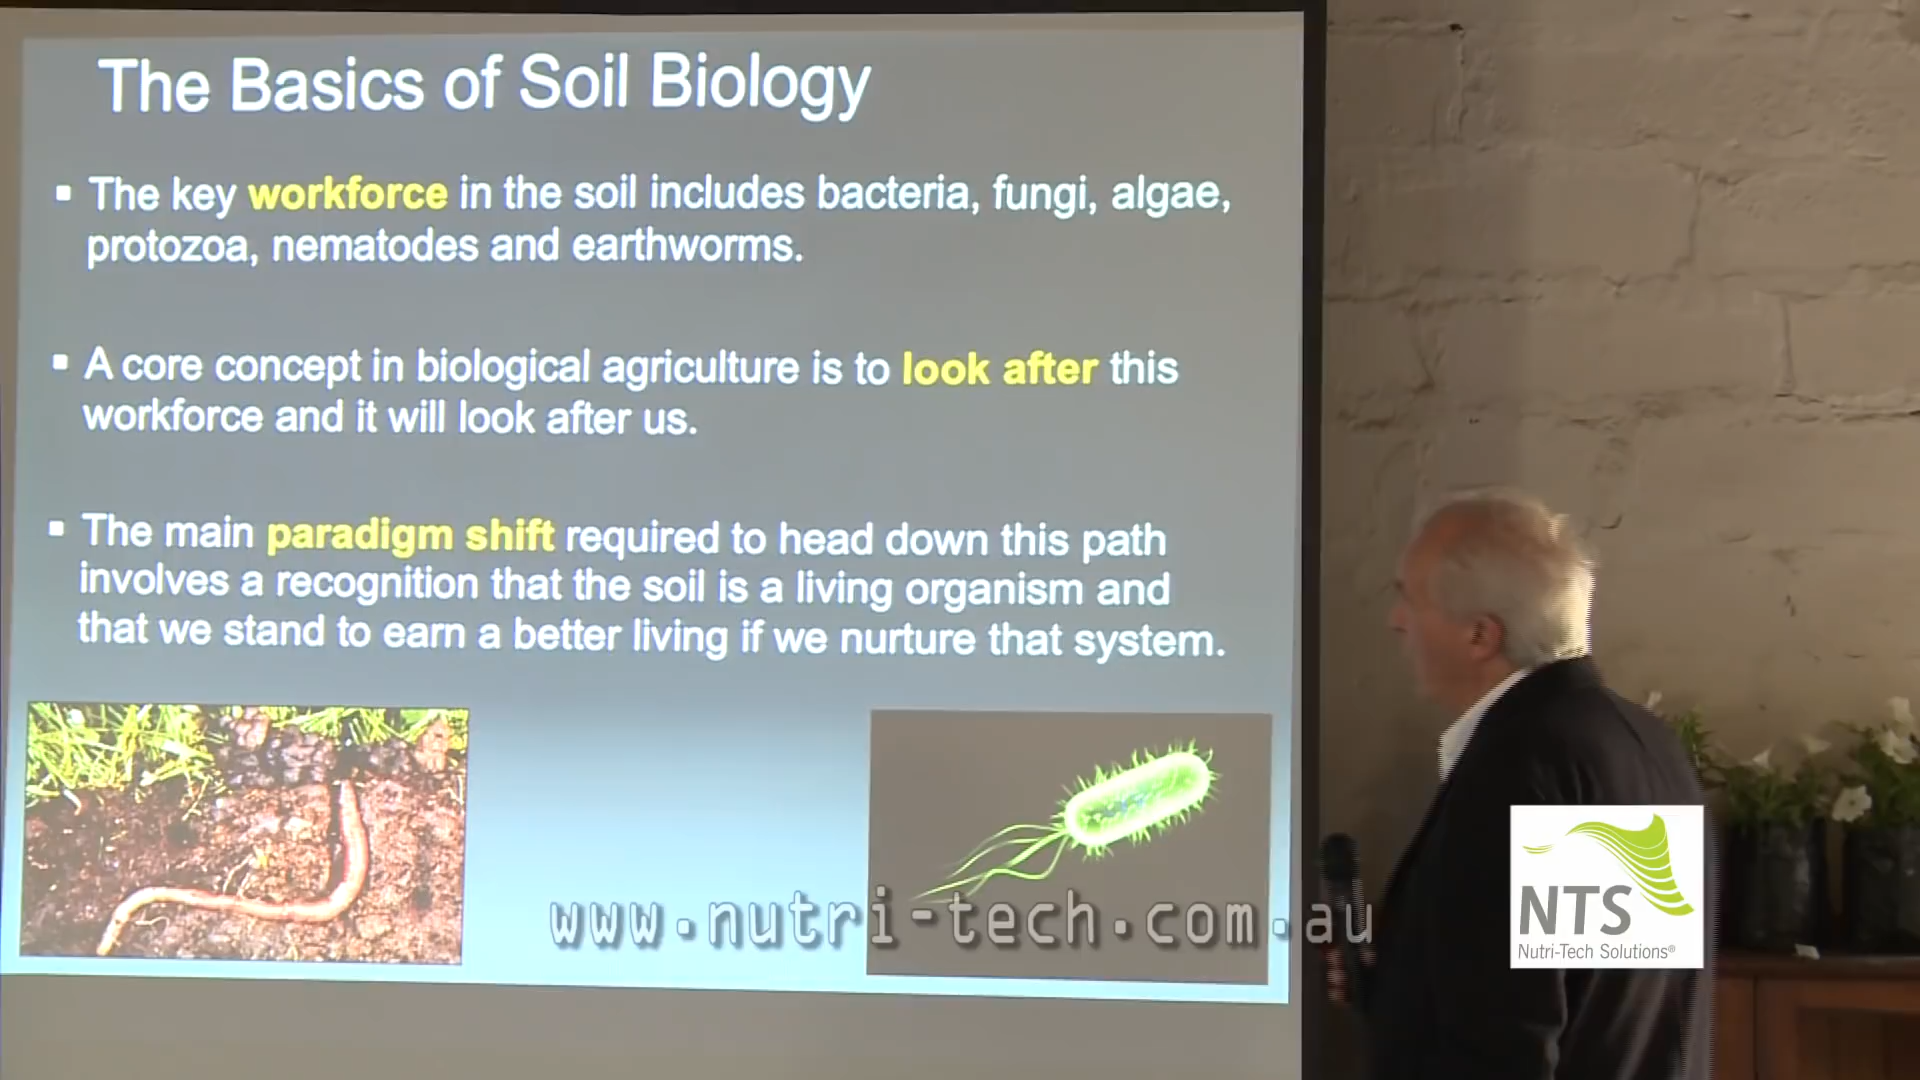 The Basics of Soil Biology
▪ The key workforce in the soil includes bacteria, fungi, algae,
protozoa, nematodes and earthworms.
▪ A core concept in biological agriculture is to look after this
workforce and it will look after us.
▪ The main paradigm shift required to head down this path
involves a recognition that the soil is a living organism and
that we stand to earn a better living if we nurture that system.
www.nutri-tech.com.au
NTS
Nutri-Tech Solutions®